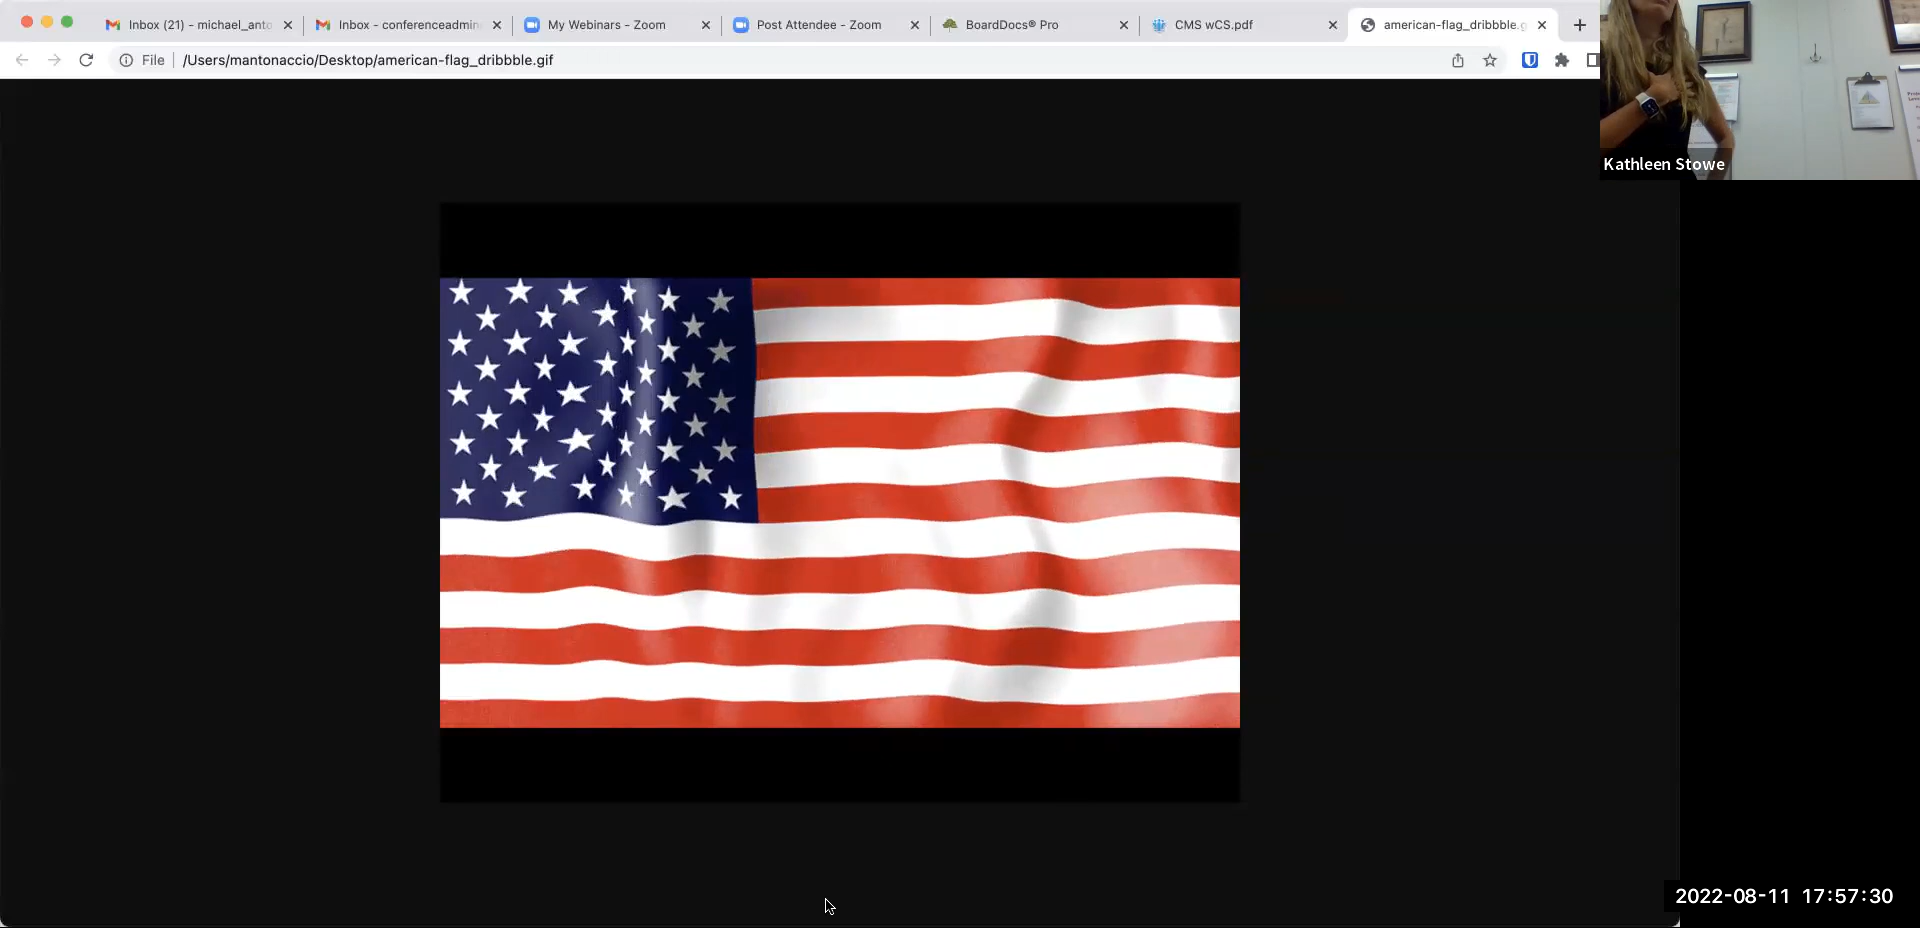 Inbox (21) - michael_anto
Inbox - conferenceadmin
My Webinars - Zoom
Post Attendee - Zoom
BoardDocs® Pro
CMS wCS.pdf
american-flag_dribbble.g
File
/Users/mantonaccio/Desktop/american-flag_dribbble.gif
Kathleen Stowe
2022-08-11 17:57:30